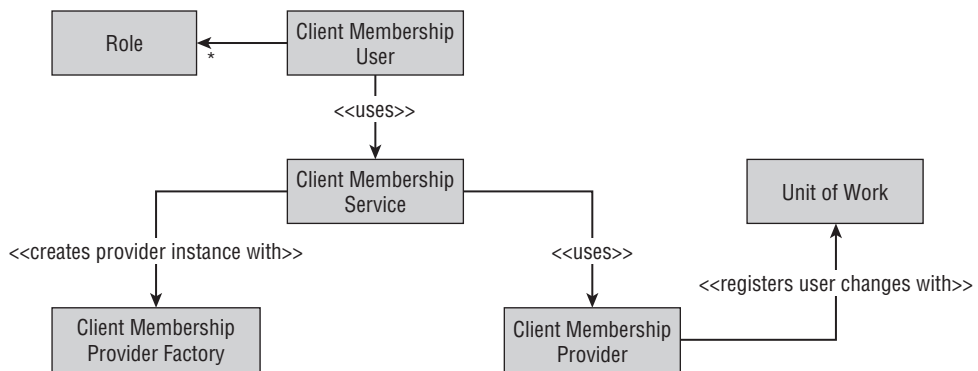 Role
*
Client Membership
User
<<uses>>
Client Membership
Service
Unit of Work
<<creates provider instance with>>
<<uses>>
<<registers user changes with>>
Client Membership
Provider Factory
Client Membership
Provider